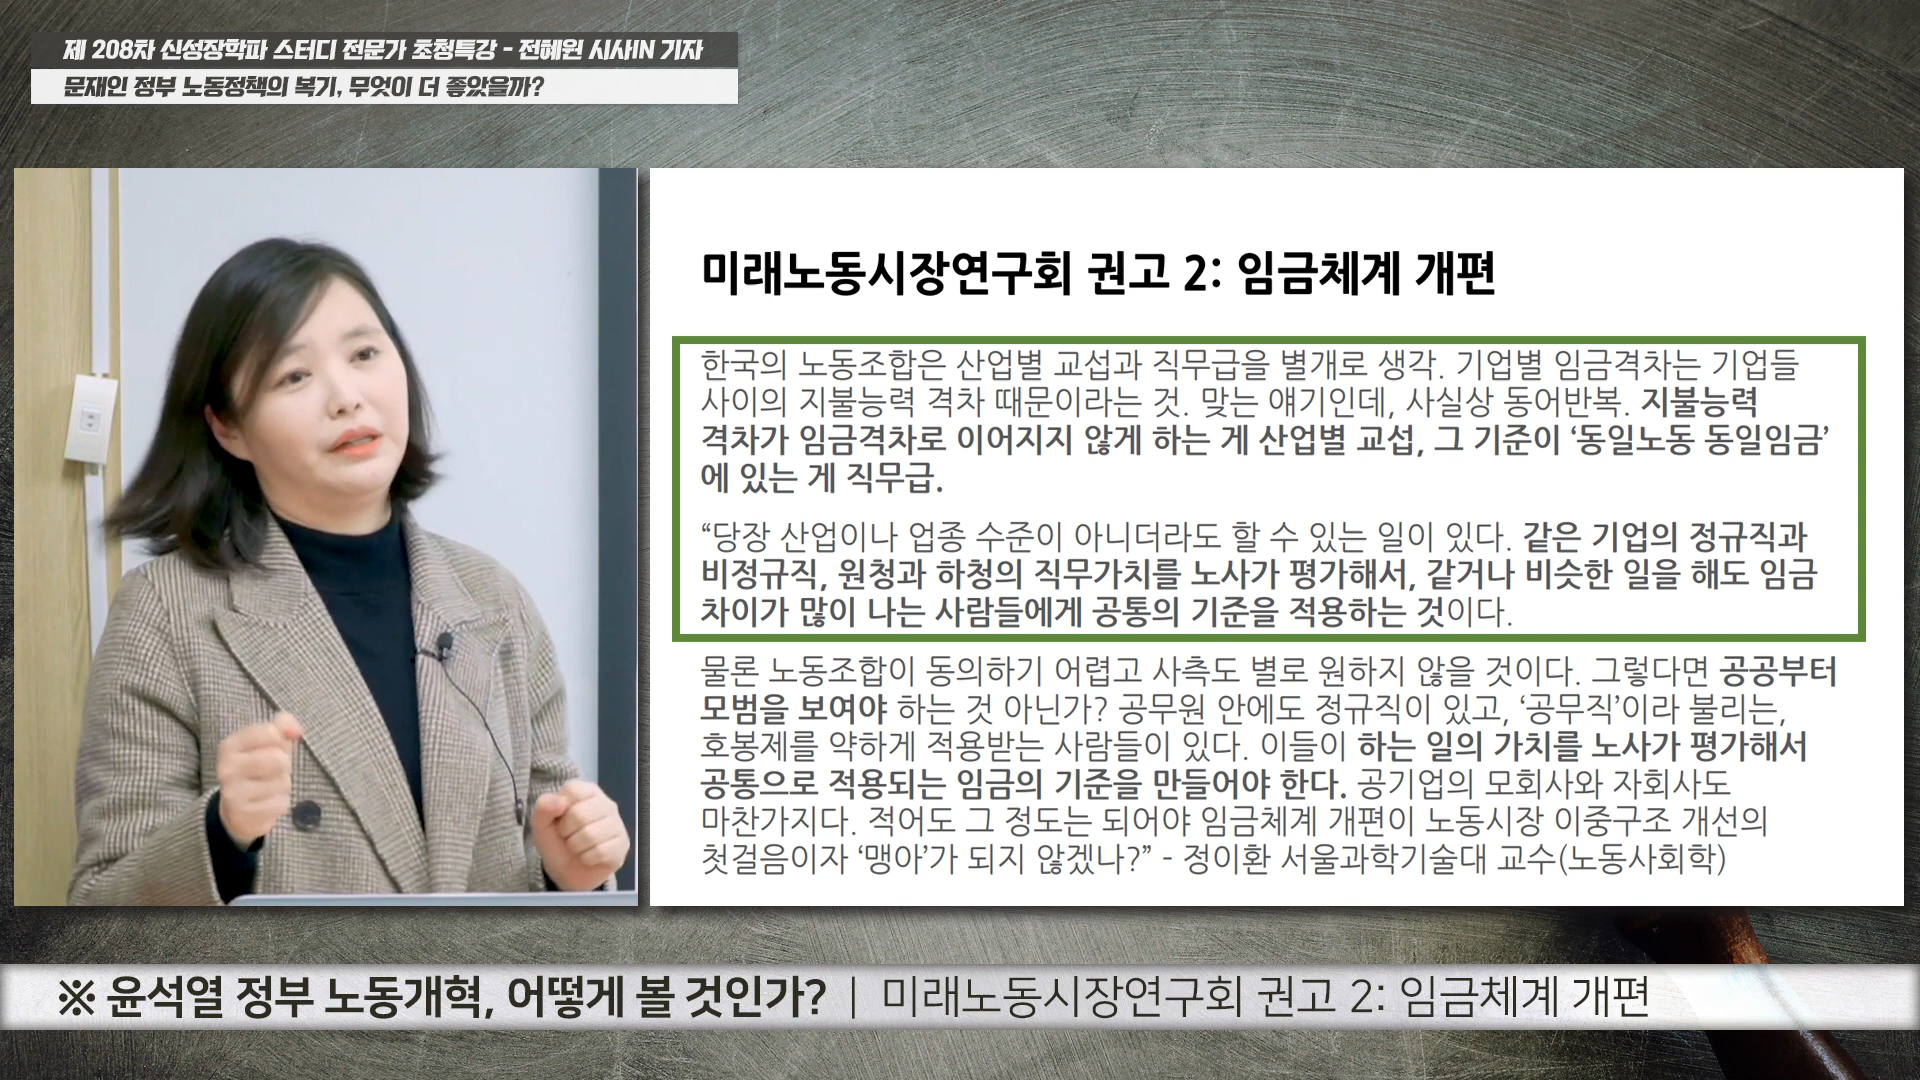 제 208차 신성장학파 스터디 전문가 초청특강 - 전혜원 시사IN 기자
문재인 정부 노동정책의 복기, 무엇이 더 좋았을까?
미래노동시장연구회 권고 2: 임금체계 개편
한국의 노동조합은 산업별 교섭과 직무급을 별개로 생각. 기업별 임금격차는 기업들
사이의 지불능력 격차 때문이라는 것. 맞는 얘기인데, 사실상 동어반복. 지불능력
격차가 임금격차로 이어지지 않게 하는 게 산업별 교섭, 그 기준이 ‘동일노동 동일임금’
에 있는 게 직무급.
“당장 산업이나 업종 수준이 아니더라도 할 수 있는 일이 있다. 같은 기업의 정규직과
비정규직, 원청과 하청의 직무가치를 노사가 평가해서, 같거나 비슷한 일을 해도 임금
차이가 많이 나는 사람들에게 공통의 기준을 적용하는 것이다.
물론 노동조합이 동의하기 어렵고 사측도 별로 원하지 않을 것이다. 그렇다면 공공부터
모범을 보여야 하는 것 아닌가? 공무원 안에도 정규직이 있고, ‘공무직’이라 불리는,
호봉제를 약하게 적용받는 사람들이 있다. 이들이 하는 일의 가치를 노사가 평가해서
공통으로 적용되는 임금의 기준을 만들어야 한다. 공기업의 모회사와 자회사도
마찬가지다. 적어도 그 정도는 되어야 임금체계 개편이 노동시장 이중구조 개선의
첫걸음이자 ‘맹아’가 되지 않겠나?” - 정이환 서울과학기술대 교수(노동사회학)
※ 윤석열 정부 노동개혁, 어떻게 볼 것인가? | 미래노동시장연구회 권고 2: 임금체계 개편